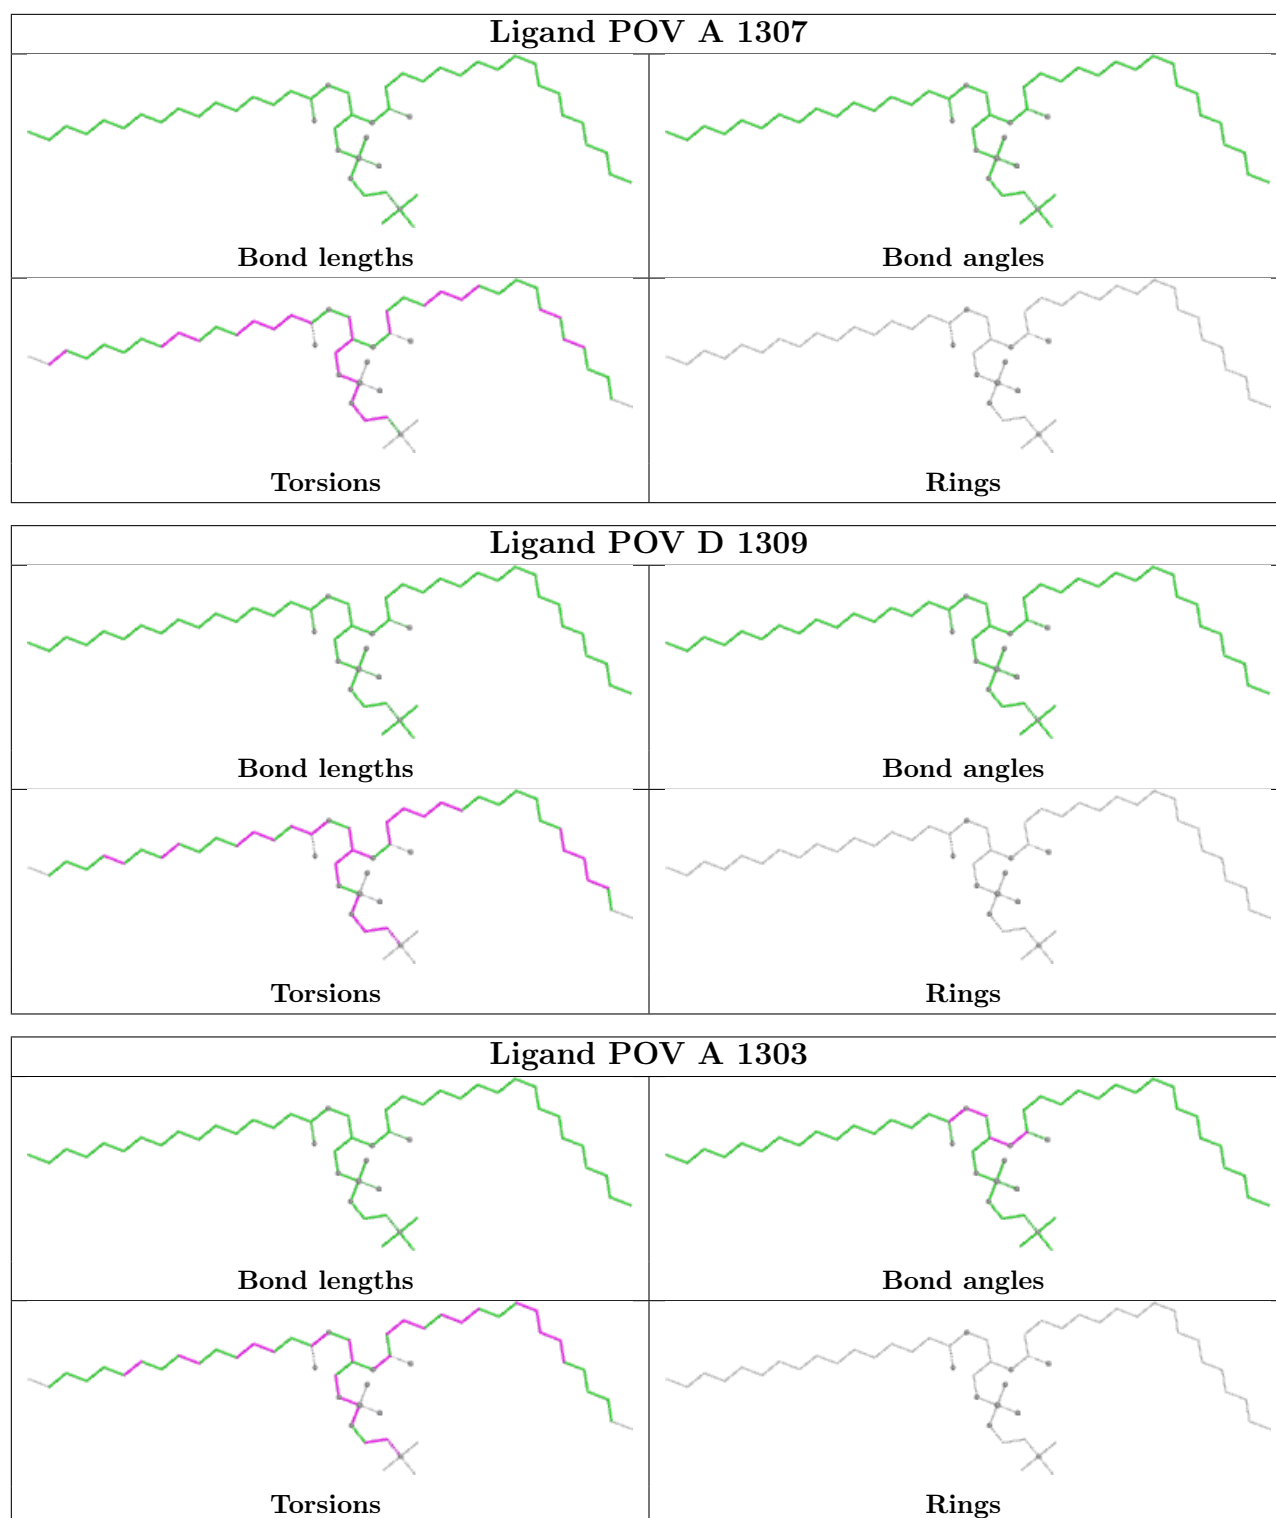 Ligand POV A 1307
Bond lengths
Bond angles
Torsions
Rings
Ligand POV D 1309
Bond lengths
Bond angles
Torsions
Rings
Ligand POV A 1303
Bond lengths
Bond angles
Torsions
Rings